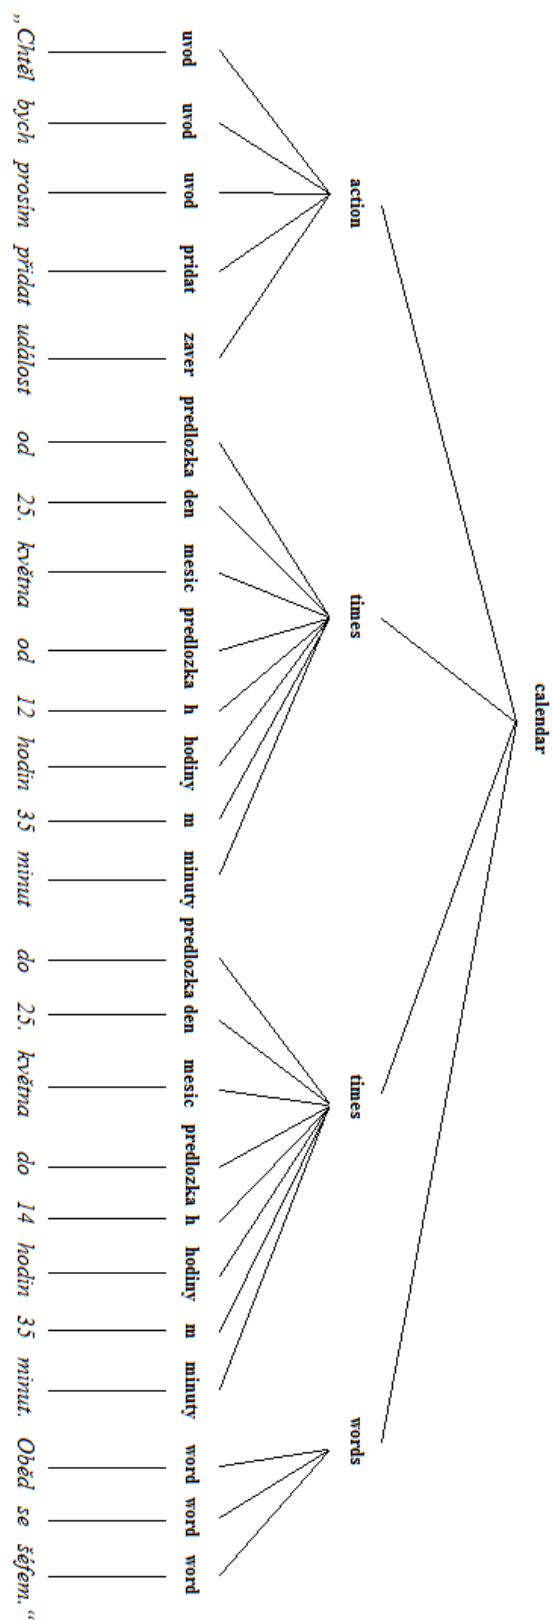 calendar
action times times words
uvod uvod uvod pridat zaver predlozka den mesic predlozka h hodiny m minuty predlozka den mesic predlozka h hodiny m minuty word word word
„Chtěl bych prosím přidat událost od 25. května od 12 hodin 35 minut do 25. května do 14 hodin 35 minut. Oběd se šéfem.“